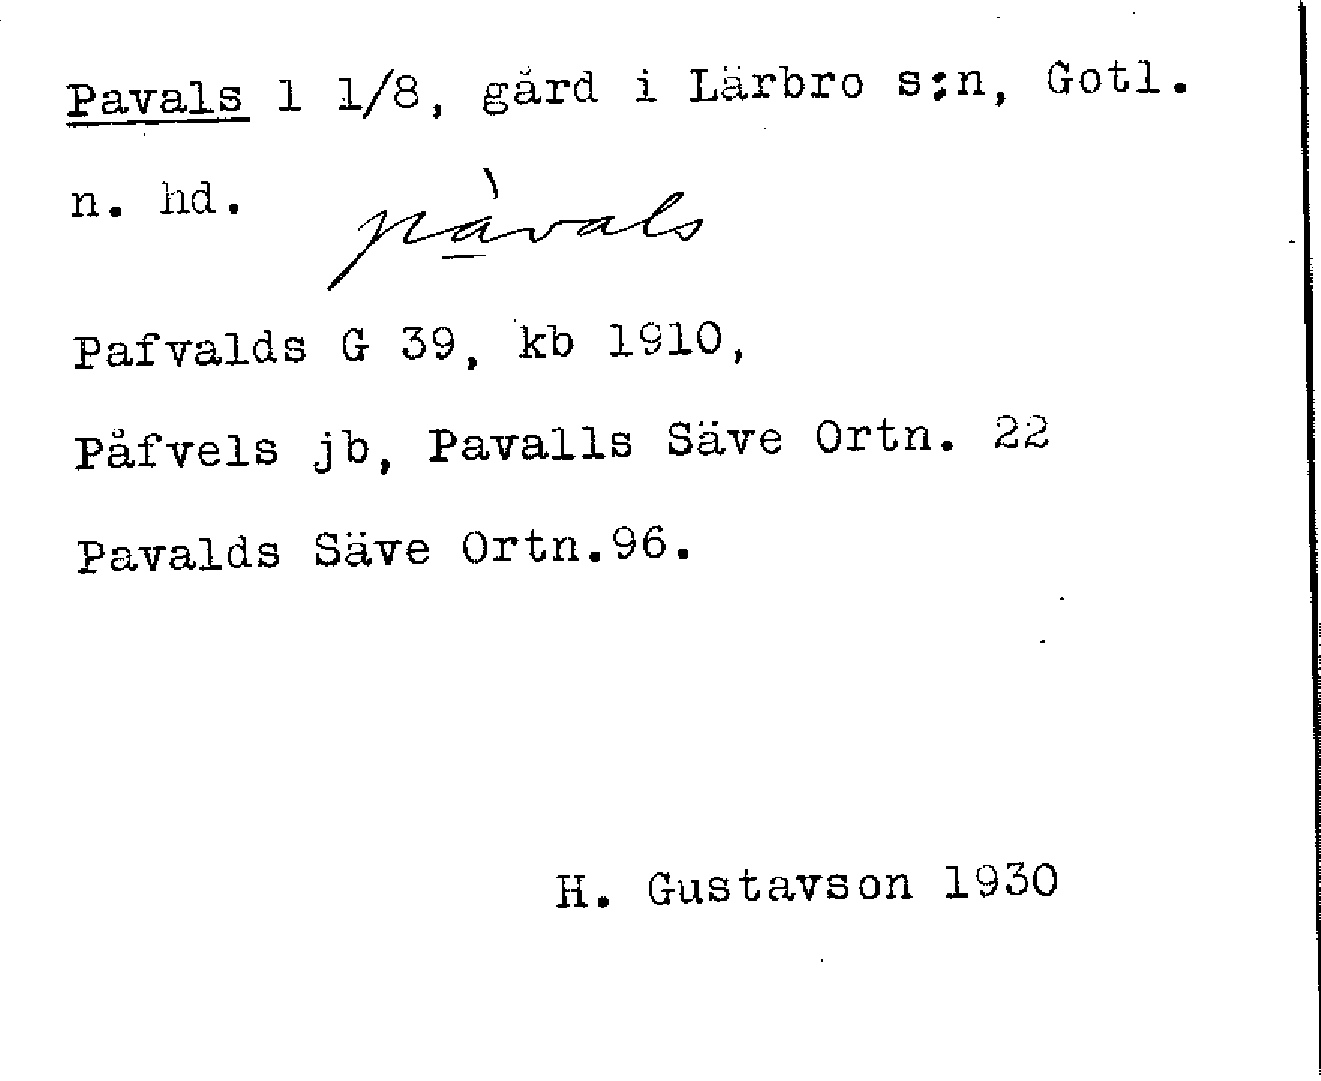 Pavals 1 1/8, gård i Lärbro s:n, Gotl.
n. hd. pàvals
Pafvalds G 39, kb 1910,
Påfvels jb, Pavalls Säve Ortn. 22
Pavalds Säve Ortn.96.
H. Gustavson 1930